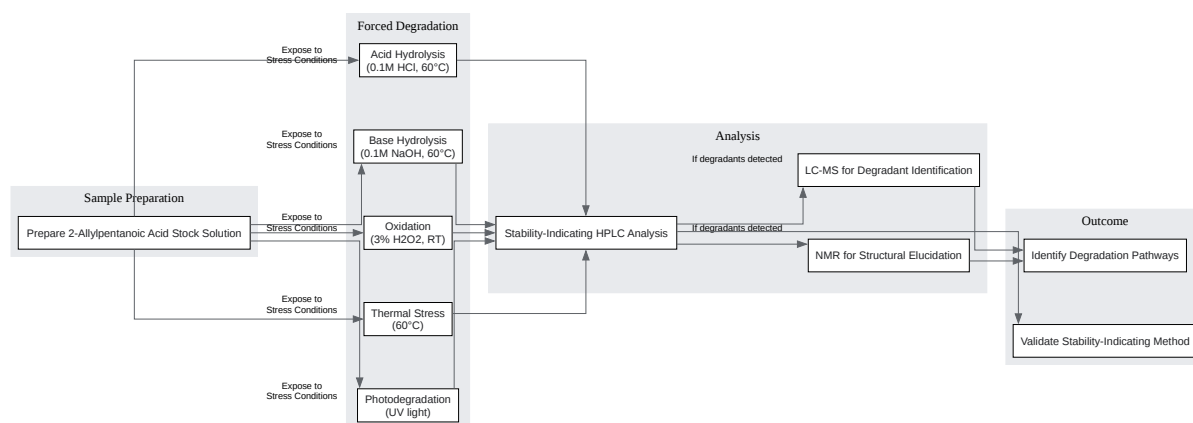 Forced Degradation
Expose to
Stress Conditions
Acid Hydrolysis
(0.1M HCl, 60°C)
Expose to
Stress Conditions
Base Hydrolysis
(0.1M NaOH, 60°C)
Analysis
If degradants detected
LC-MS for Degradant Identification
Sample Preparation
Prepare 2-Allylpentanoic Acid Stock Solution
Expose to
Stress Conditions
Oxidation
(3% H2O2, RT)
Stability-Indicating HPLC Analysis
If degradants detected
NMR for Structural Elucidation
Outcome
Identify Degradation Pathways
Expose to
Stress Conditions
Thermal Stress
(60°C)
Validate Stability-Indicating Method
Expose to
Stress Conditions
Photodegradation
(UV light)